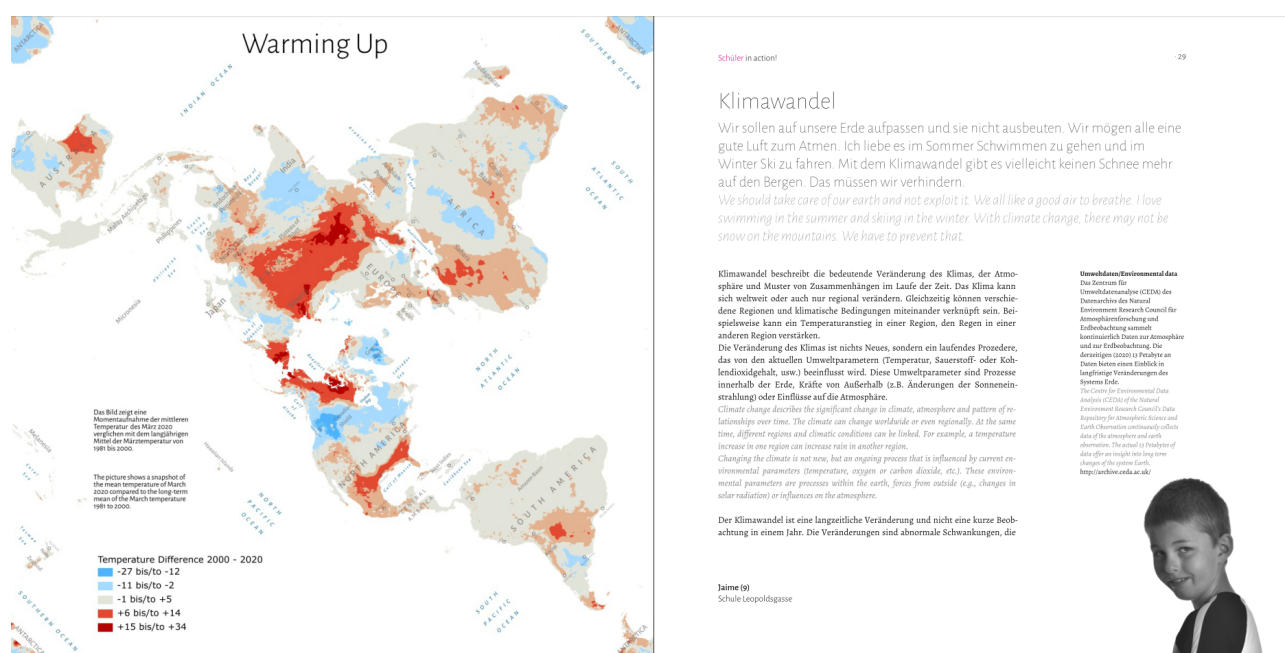 Warming Up
ANTARCTICA
SOUTHERN OCEAN
ANTARCTICA
INDIAN OCEAN
Madagascar
AUSTR
India
SOUTH
ATLANTIC
OCEAN
AFRICA
Malay Archipelago
Philippines
EUROPE
Japan
Micronesia
NORTH
ATLANTIC
OCEAN
Das Bild zeigt eine
Momentaufnahme der mittleren
Temperatur des März 2020
verglichen mit dem langjährigen
Mittel der Märztemperatur von
1981 bis 2000.
Melanesia
Hawaiian Islands
NORTH AMERICA
CENTRAL
AMERICA
Caribbean Sea
SOUTH AMERICA
The picture shows a snapshot of
the mean temperature of March
2020 compared to the long-term
mean of the March temperature
1981 to 2000.
NORTH
PACIFIC
OCEAN
Temperature Difference 2000 - 2020
-27 bis/to -12
-11 bis/to -2
-1 bis/to +5
+6 bis/to +14
+15 bis/to +34
SOUTH
PACIFIC
OCEAN
SOUTHERN OCEAN
ANTARCTICA
ANTARCTICA
Schüler in action!
· 29
Klimawandel
Wir sollen auf unsere Erde aufpassen und sie nicht ausbeuten. Wir mögen alle eine
gute Luft zum Atmen. Ich liebe es im Sommer Schwimmen zu gehen und im
Winter Ski zu fahren. Mit dem Klimawandel gibt es vielleicht keinen Schnee mehr
auf den Bergen. Das müssen wir verhindern.
We should take care of our earth and not exploit it. We all like a good air to breathe. I love
swimming in the summer and skiing in the winter. With climate change, there may not be
snow on the mountains. We have to prevent that.
Klimawandel beschreibt die bedeutende Veränderung des Klimas, der Atmo-
sphäre und Muster von Zusammenhängen im Laufe der Zeit. Das Klima kann
sich weltweit oder auch nur regional verändern. Gleichzeitig können verschie-
dene Regionen und klimatische Bedingungen miteinander verknüpft sein. Bei-
spielsweise kann ein Temperaturanstieg in einer Region, den Regen in einer
anderen Region verstärken.
Die Veränderung des Klimas ist nichts Neues, sondern ein laufendes Prozedere,
das von den aktuellen Umweltparametern (Temperatur, Sauerstoff- oder Koh-
lendioxidgehalt, usw.) beeinflusst wird. Diese Umweltparameter sind Prozesse
innerhalb der Erde, Kräfte von Außerhalb (z.B. Änderungen der Sonnenein-
strahlung) oder Einflüsse auf die Atmosphäre.
Climate change describes the significant change in climate, atmosphere and pattern of re-
lationships over time. The climate can change worldwide or even regionally. At the same
time, different regions and climatic conditions can be linked. For example, a temperature
increase in one region can increase rain in another region.
Changing the climate is not new, but an ongoing process that is influenced by current en-
vironmental parameters (temperature, oxygen or carbon dioxide, etc.). These environ-
mental parameters are processes within the earth, forces from outside (e.g., changes in
solar radiation) or influences on the atmosphere.
Der Klimawandel ist eine langzeitliche Veränderung und nicht eine kurze Beob-
achtung in einem Jahr. Die Veränderungen sind abnormale Schwankungen, die
Umweltdaten/Environmental data
Das Zentrum für
Umweltdatenanalyse (CEDA) des
Datenarchivs des Natural
Environment Research Council für
Atmosphärenforschung und
Erdbeobachtung sammelt
kontinuierlich Daten zur Atmosphäre
und zur Erdbeobachtung. Die
derzeitigen (2020) 13 Petabyte an
Daten bieten einen Einblick in
langfristige Veränderungen des
Systems Erde.
The Centre for Environmental Data
Analysis (CEDA) of the Natural
Environment Research Council's Data
Repository for Atmospheric Science and
Earth Observation continuously collects
data of the atmosphere and earth
observation. The actual 13 Petabytes of
data offer an insight into long term
changes of the system Earth.
http://archive.ceda.ac.uk/
Jaime (9)
Schule Leopoldsgasse